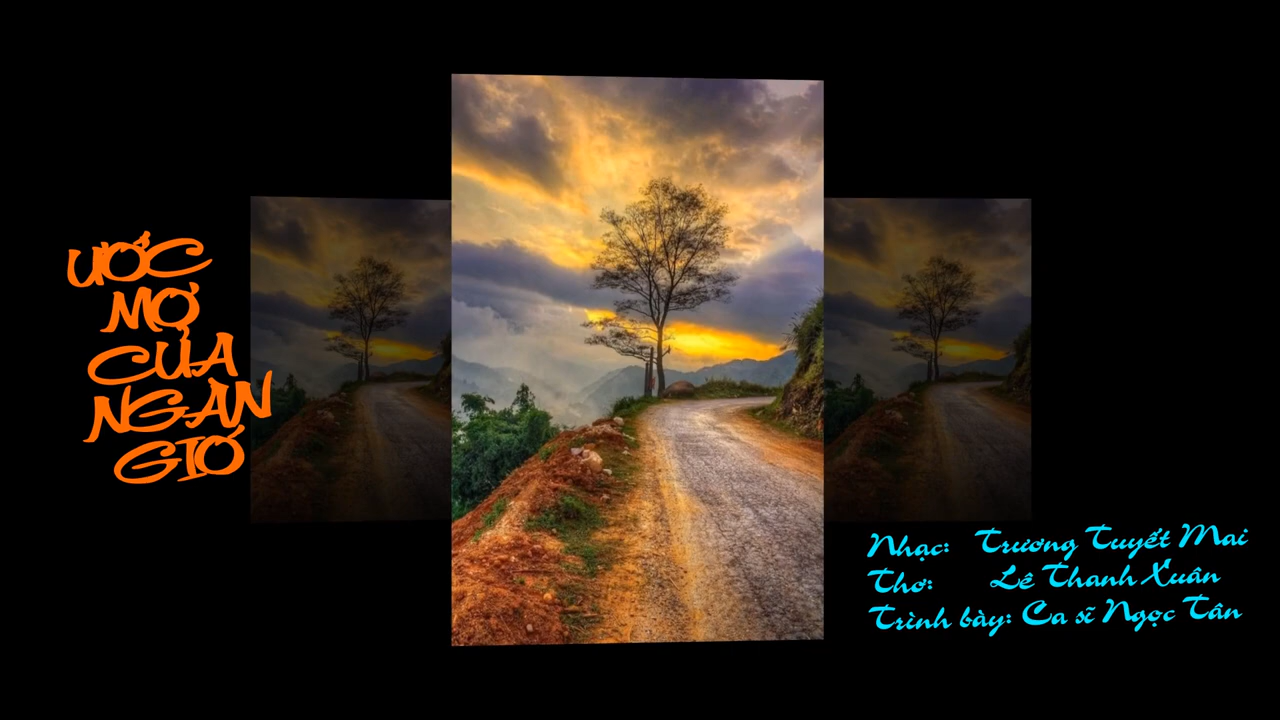 ƯỚC
MƠ
CỦA
NGÀN
GIÓ
Nhạc: Trương Tuyết Mai
Thơ: Lê Thanh Xuân
Trình bày: Ca sĩ Ngọc Tân